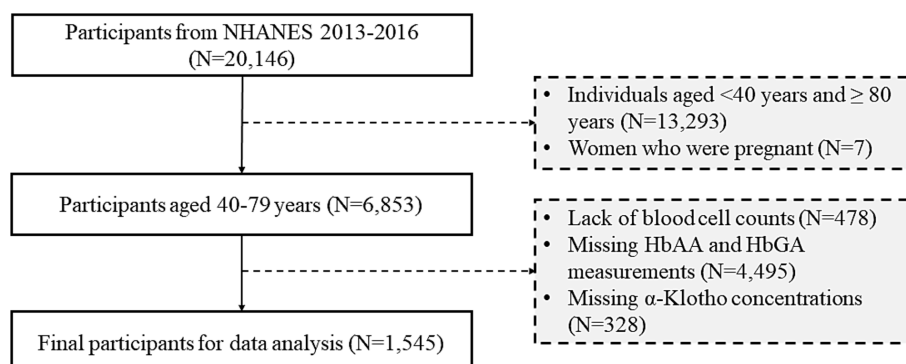 Participants from NHANES 2013-2016
(N=20,146)
• Individuals aged <40 years and ≥ 80
years (N=13,293)
• Women who were pregnant (N=7)
Participants aged 40-79 years (N=6,853)
• Lack of blood cell counts (N=478)
• Missing HbAA and HbGA
measurements (N=4,495)
• Missing α-Klotho concentrations
(N=328)
Final participants for data analysis (N=1,545)